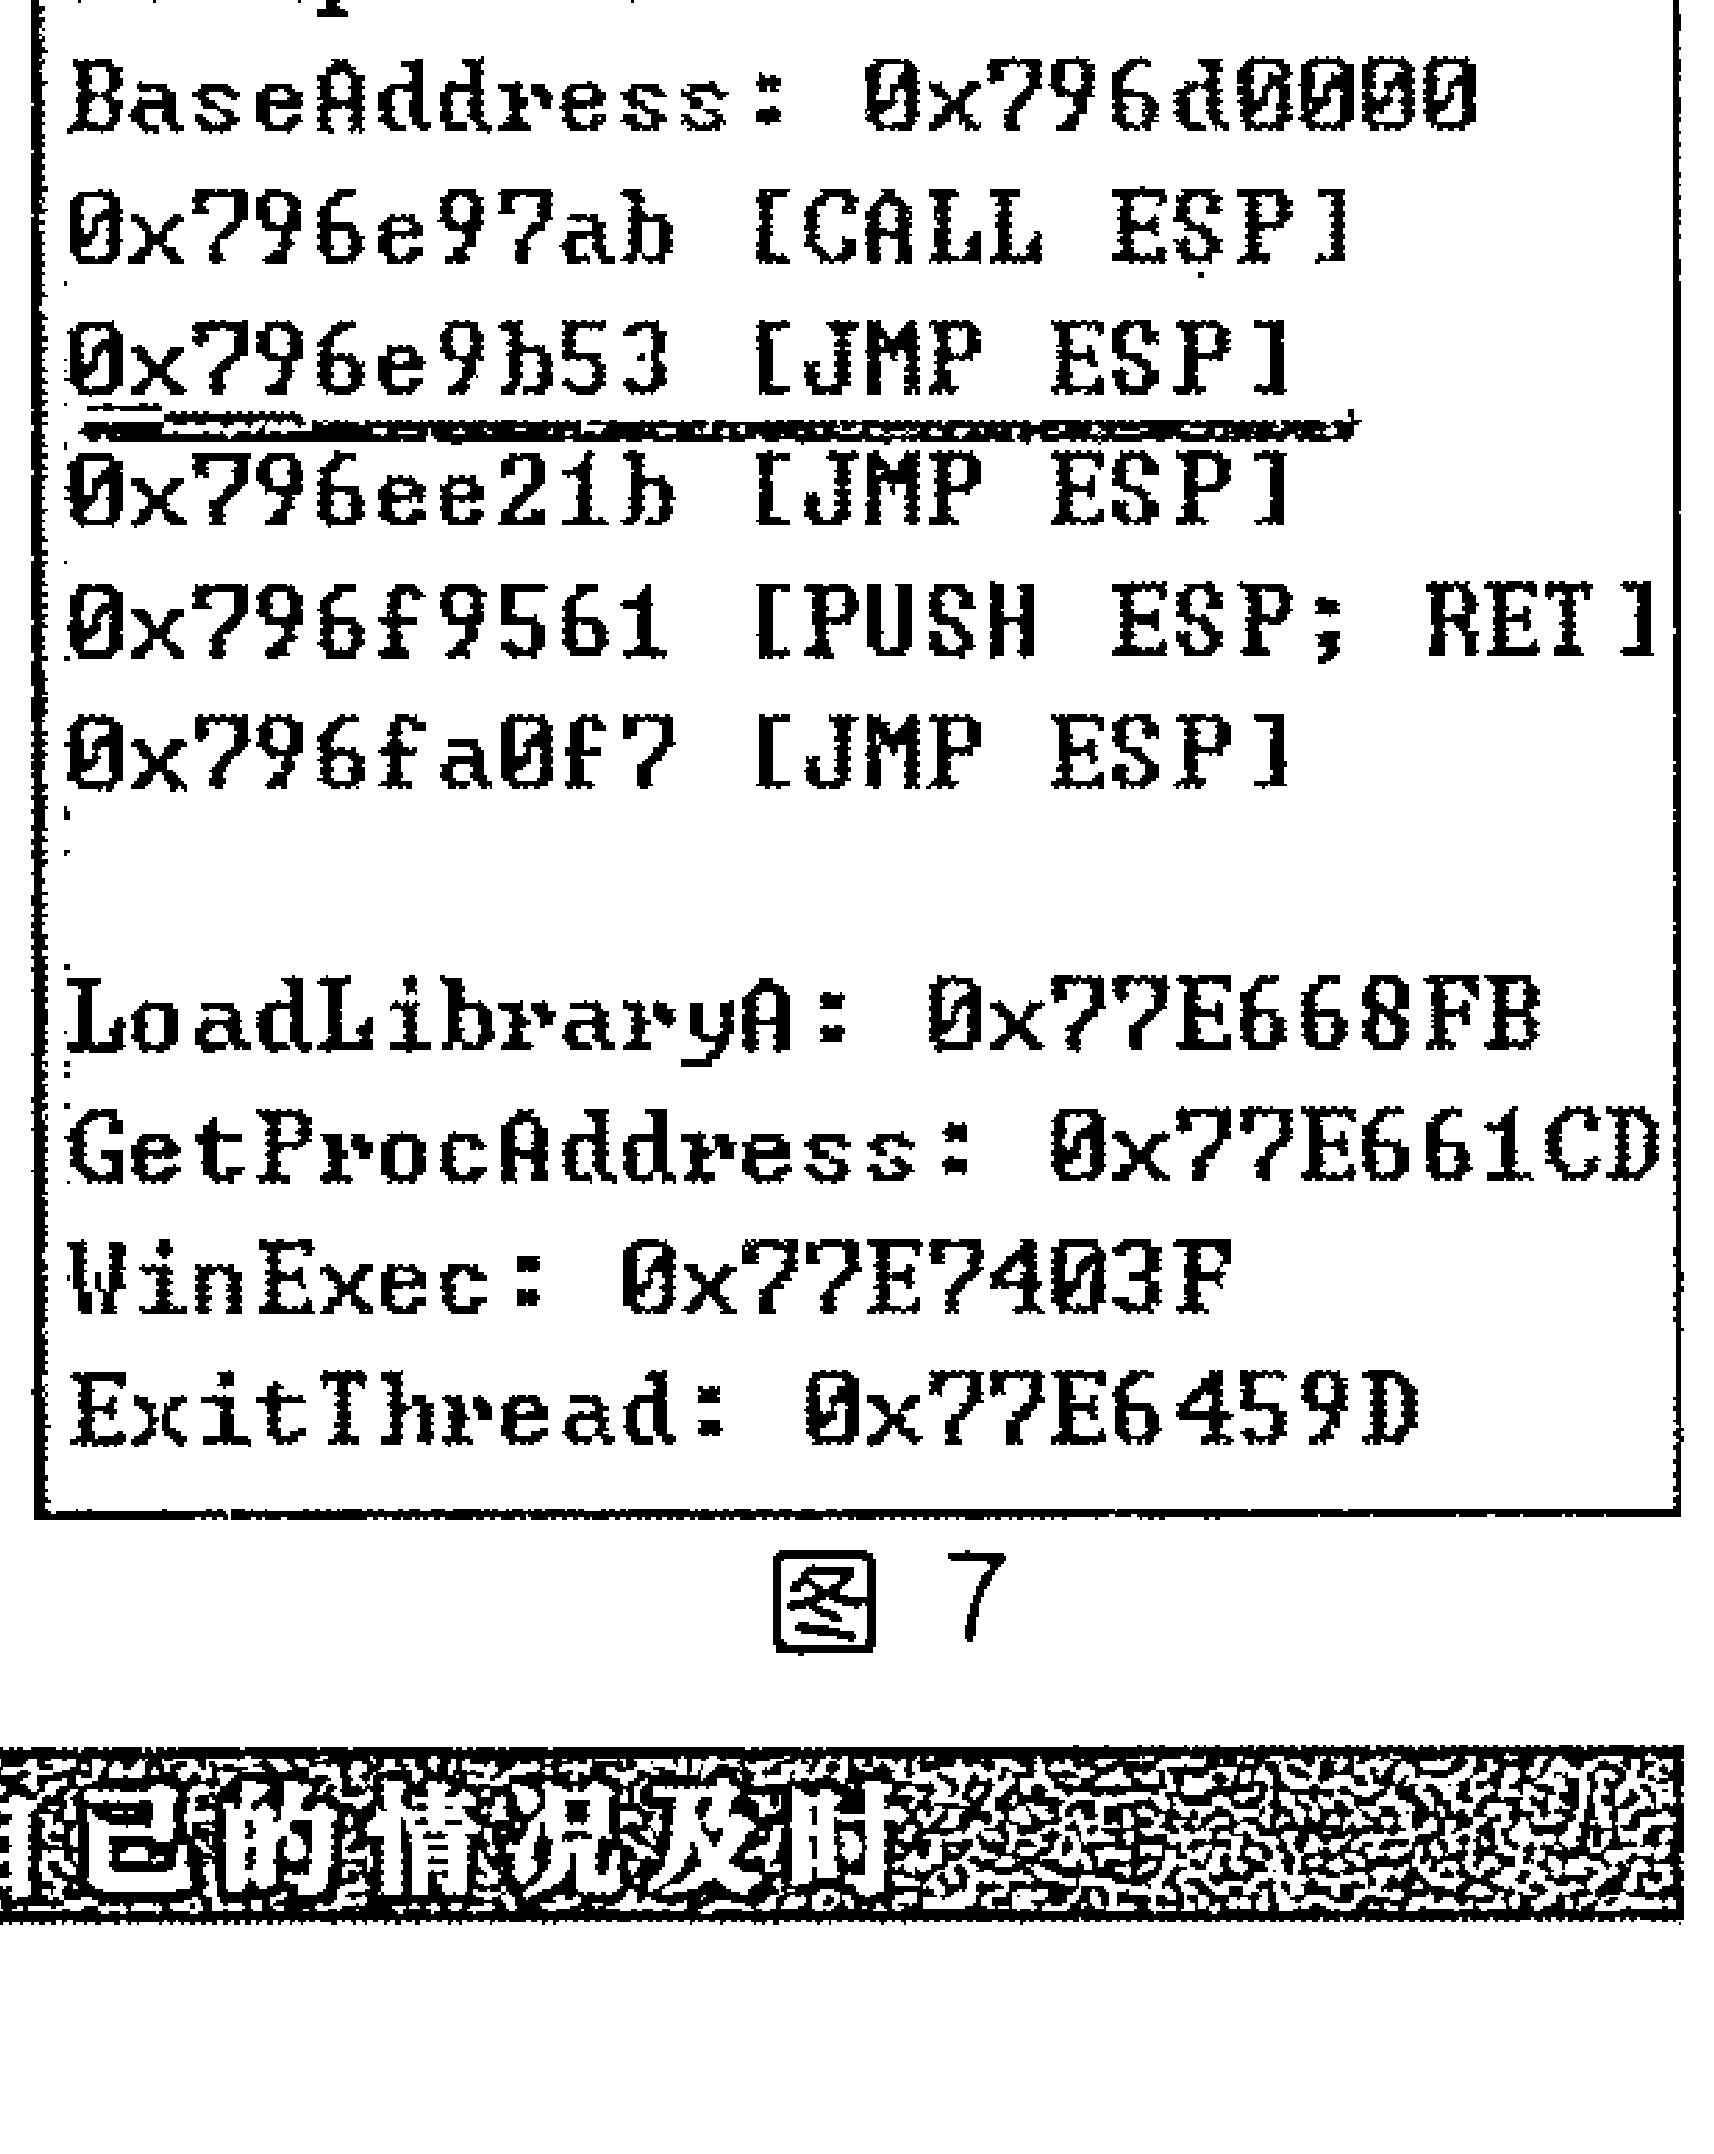 BaseAddress: 0x796d0000
0x796e97ab [CALL ESP]
0x796e9b53 [JMP ESP]
0x796ee21b [JMP ESP]
0x796f9561 [PUSH ESP; RET]
0x796fa0f7 [JMP ESP]
LoadLibraryA: 0x77E668FB
GetProcAddress: 0x77E661CD
WinExec: 0x77E7403F
ExitThread: 0x77E6459D
图 7
己的情况及时